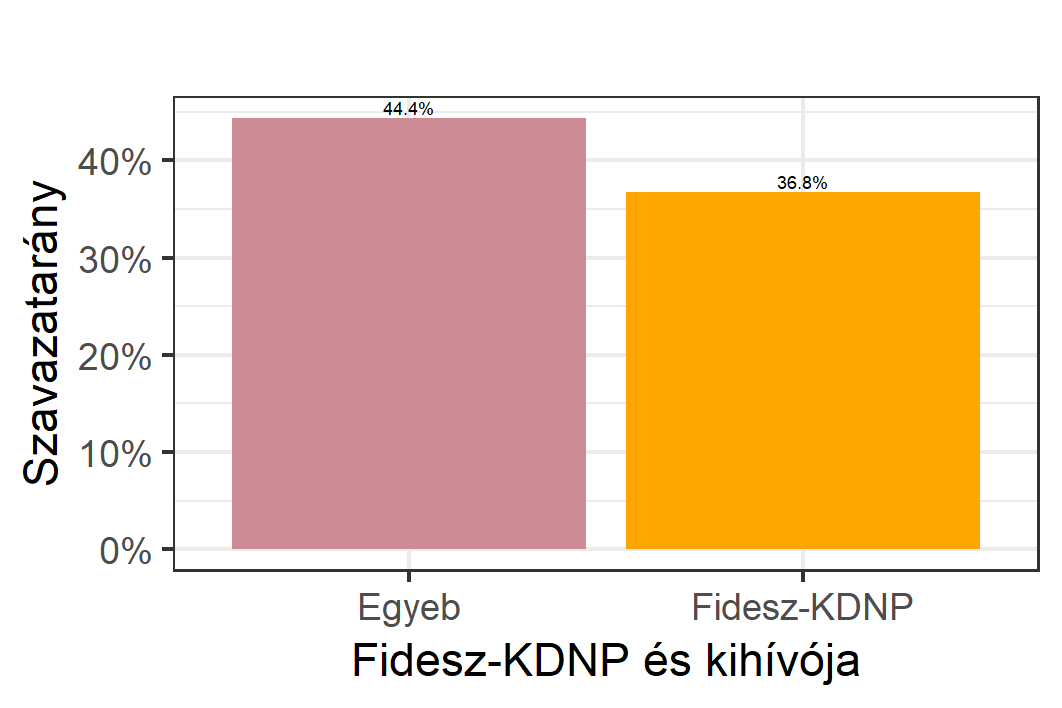 Szavazatarány
40%
30%
20%
10%
0%
44.4%
36.8%
Egyeb
Fidesz-KDNP
Fidesz-KDNP és kihívója